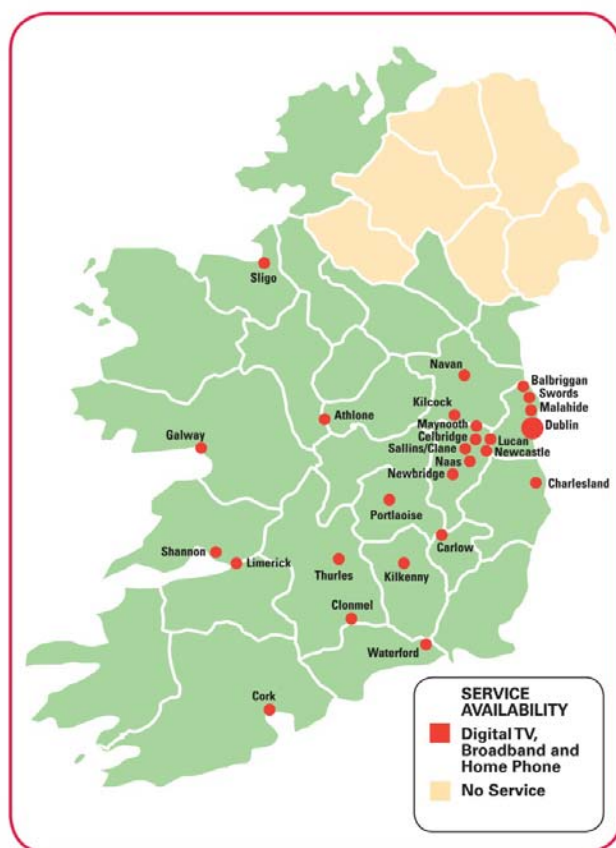 Sligo
Navan
Balbriggan
Swords
Malahide
Dublin
Kilcock
Maynooth
Celbridge
Lucan
Sallins/Clane
Newcastle
Naas
Newbridge
Athlone
Galway
Charlesland
Portlaoise
Carlow
Shannon
Limerick
Thurles
Kilkenny
Clonmel
Waterford
Cork
SERVICE
AVAILABILITY
Digital TV,
Broadband and
Home Phone
No Service